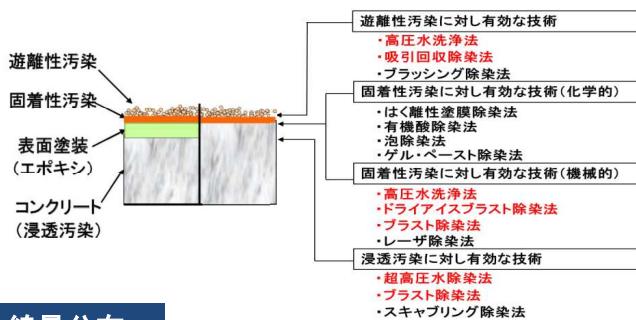 遊離性汚染
固着性汚染
表面塗装
(エポキシ)
コンクリート
(浸透汚染)
遊離性汚染に対し有効な技術
・高圧水洗浄法
・吸引回収除染法
・ブラッシング除染法
固着性汚染に対し有効な技術(化学的)
・はく離性塗膜除染法
・有機酸除染法
・泡除染法
・ゲル・ペースト除染法
固着性汚染に対し有効な技術(機械的)
・高圧水洗浄法
・ドライアイスブラスト除染法
・ブラスト除染法
・レーザ除染法
浸透汚染に対し有効な技術
・超高圧水除染法
・ブラスト除染法
・スキャブリング除染法